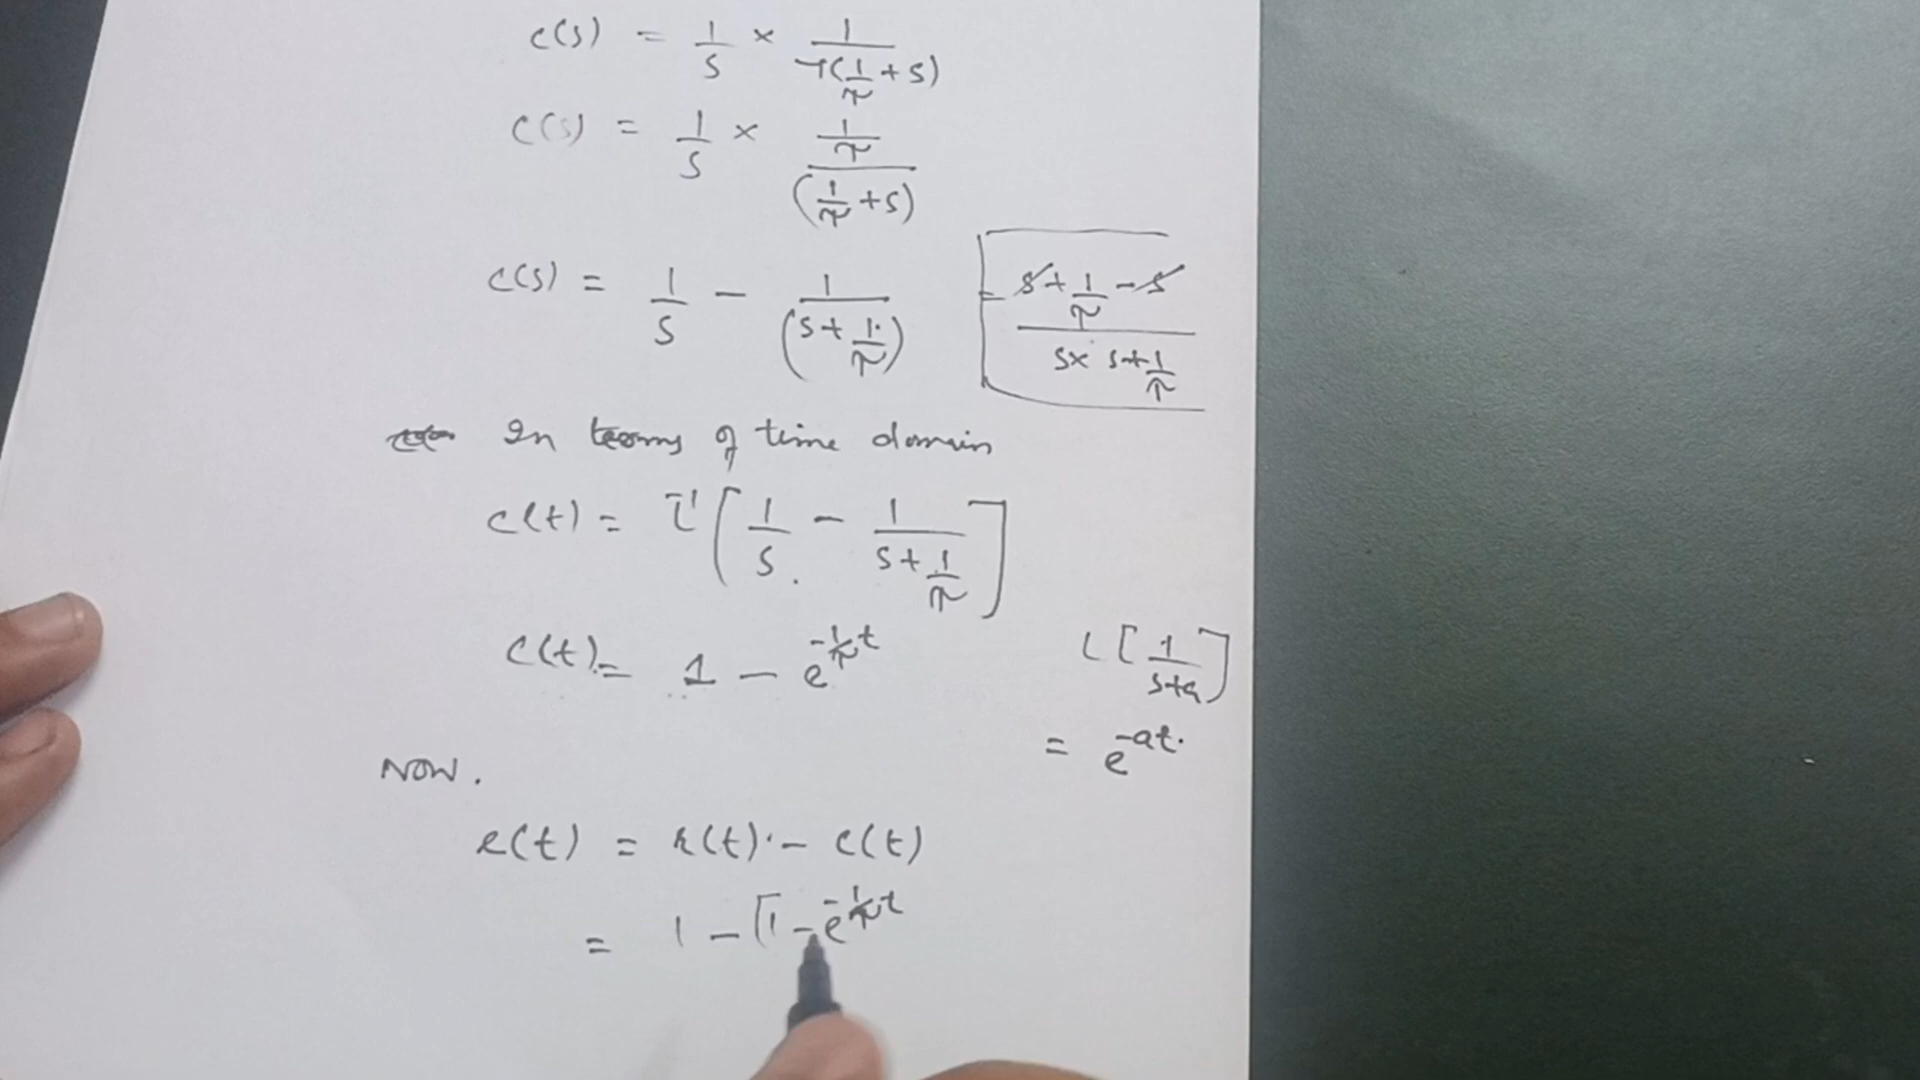 C(s) = 1/s × 1/τ(1/τ + s)
C(s) = 1/s × (1/τ)/(1/τ + s)
C(s) = 1/s − 1/(s + 1/τ)
= (s + 1/τ − s)/(s × s + 1/τ)
In terms of time domain
c(t) = L⁻¹[1/s − 1/(s + 1/τ)]
c(t) = 1 − e^(-1/τ t)
L[1/(s+a)]
= e^(-at).
NOW.
e(t) = r(t) − c(t)
= 1 − [1 − e^(-1/τ t)